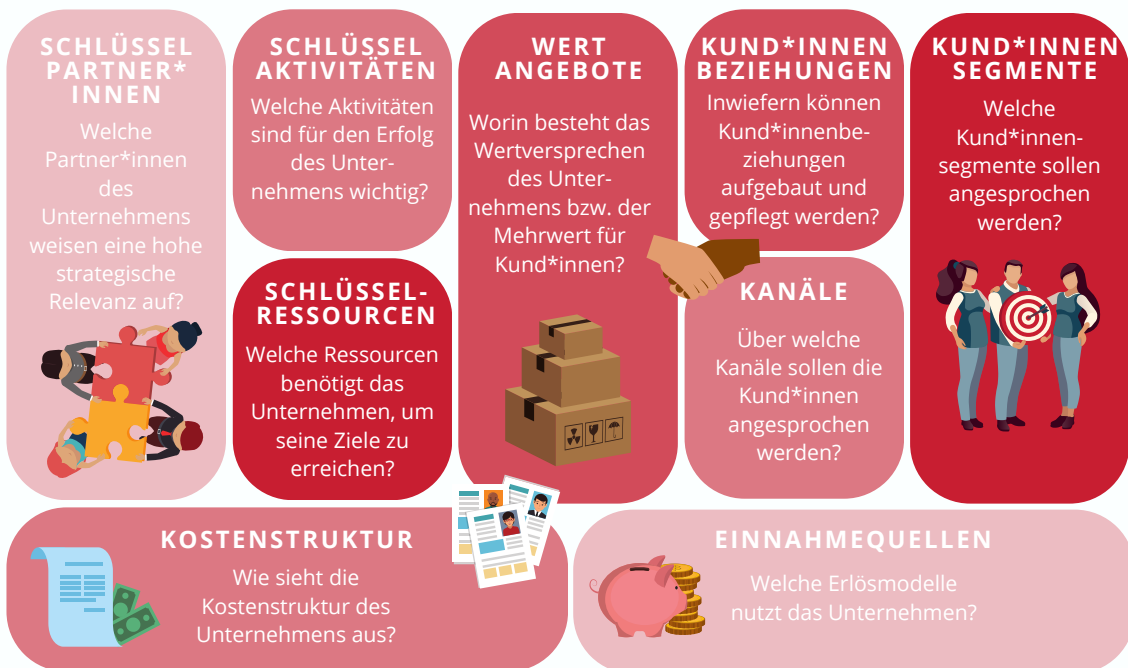 SCHLÜSSEL
PARTNER*
INNEN
Welche
Partner*innen
des
Unternehmens
weisen eine hohe
strategische
Relevanz auf?
SCHLÜSSEL
AKTIVITÄTEN
Welche Aktivitäten
sind für den Erfolg
des Unter-
nehmens wichtig?
SCHLÜSSEL-
RESSOURCEN
Welche Ressourcen
benötigt das
Unternehmen, um
seine Ziele zu
erreichen?
WERT
ANGEBOTE
Worin besteht das
Wertversprechen
des Unter-
nehmens bzw. der
Mehrwert für
Kund*innen?
KUND*INNEN
BEZIEHUNGEN
Inwiefern können
Kund*innenbe-
ziehungen
aufgebaut und
gepflegt werden?
KANÄLE
Über welche
Kanäle sollen die
Kund*innen
angesprochen
werden?
KUND*INNEN
SEGMENTE
Welche
Kund*innen-
segmente sollen
angesprochen
werden?
KOSTENSTRUKTUR
Wie sieht die
Kostenstruktur des
Unternehmens aus?
EINNAHMEQUELLEN
Welche Erlösmodelle
nutzt das Unternehmen?